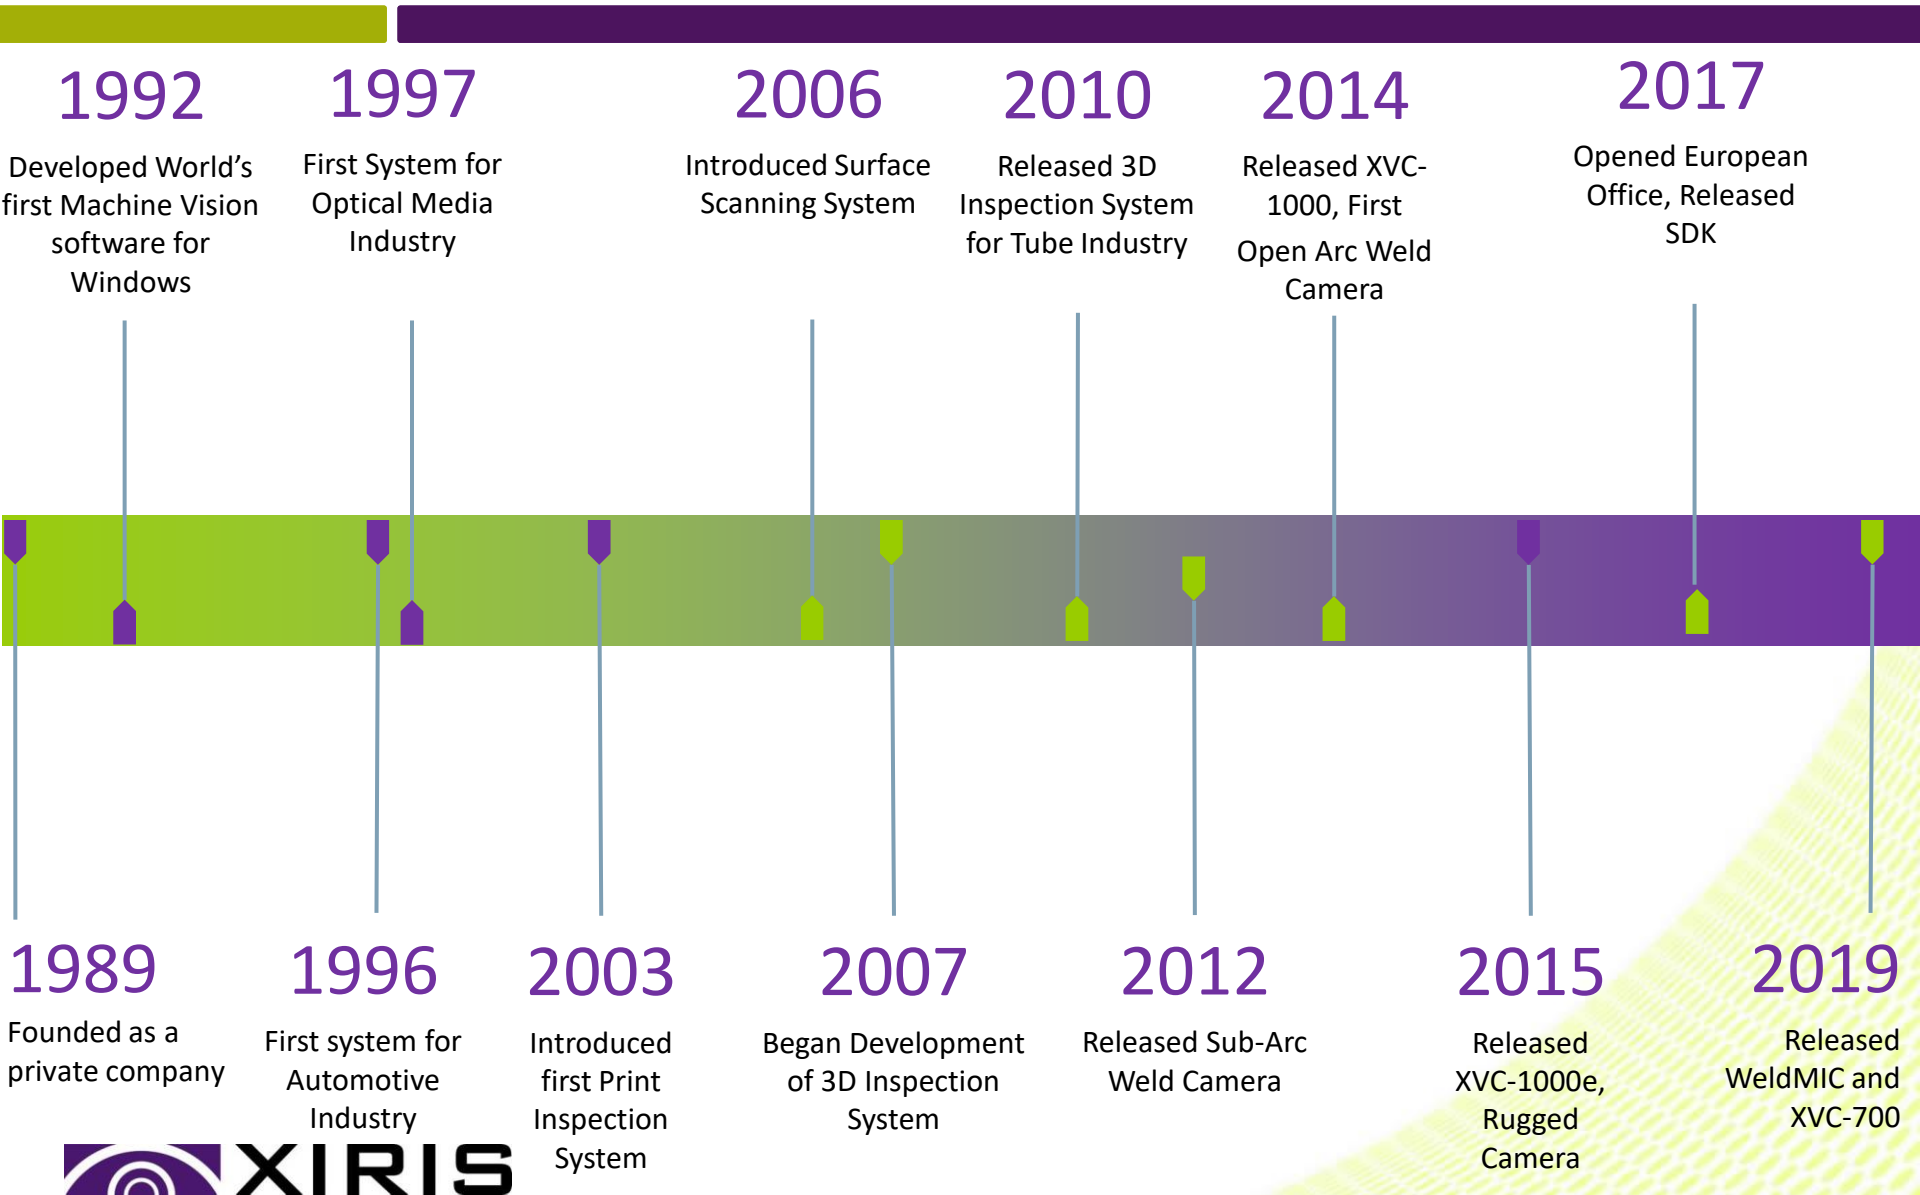 1992
Developed World's
first Machine Vision
software for
Windows
1997
First System for
Optical Media
Industry
2006
Introduced Surface
Scanning System
2010
Released 3D
Inspection System
for Tube Industry
2014
Released XVC-
1000, First
Open Arc Weld
Camera
2017
Opened European
Office, Released
SDK
1989
Founded as a
private company
1996
First system for
Automotive
Industry
2003
Introduced
first Print
Inspection
System
2007
Began Development
of 3D Inspection
System
2012
Released Sub-Arc
Weld Camera
2015
Released
XVC-1000e,
Rugged
Camera
2019
Released
WeldMIC and
XVC-700
XIRIS